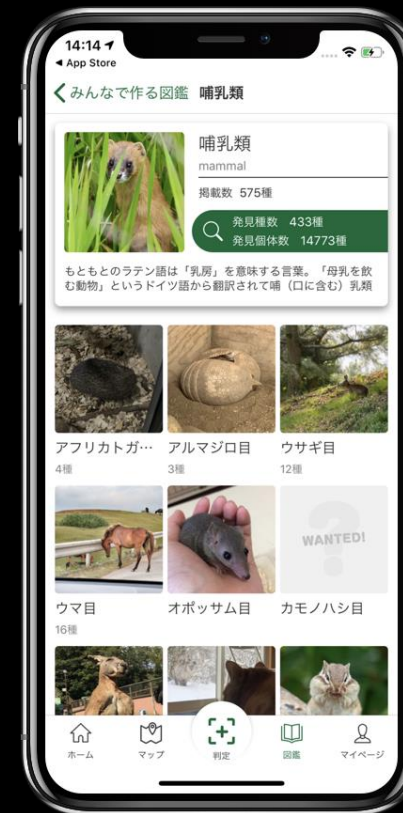 14:14
◀ App Store
みんなで作る図鑑 哺乳類
哺乳類
mammal
掲載数 575種
発見種数 433種
発見個体数 14773種
もともとのラテン語は「乳房」を意味する言葉。「母乳を飲
む動物」というドイツ語から翻訳されて哺（口に含む）乳類
アフリカトガ… アルマジロ目 ウサギ目
4種 3種 12種
WANTED!
ウマ目 オポッサム目 カモノハシ目
16種
ホーム マップ 判定 図鑑 マイページ